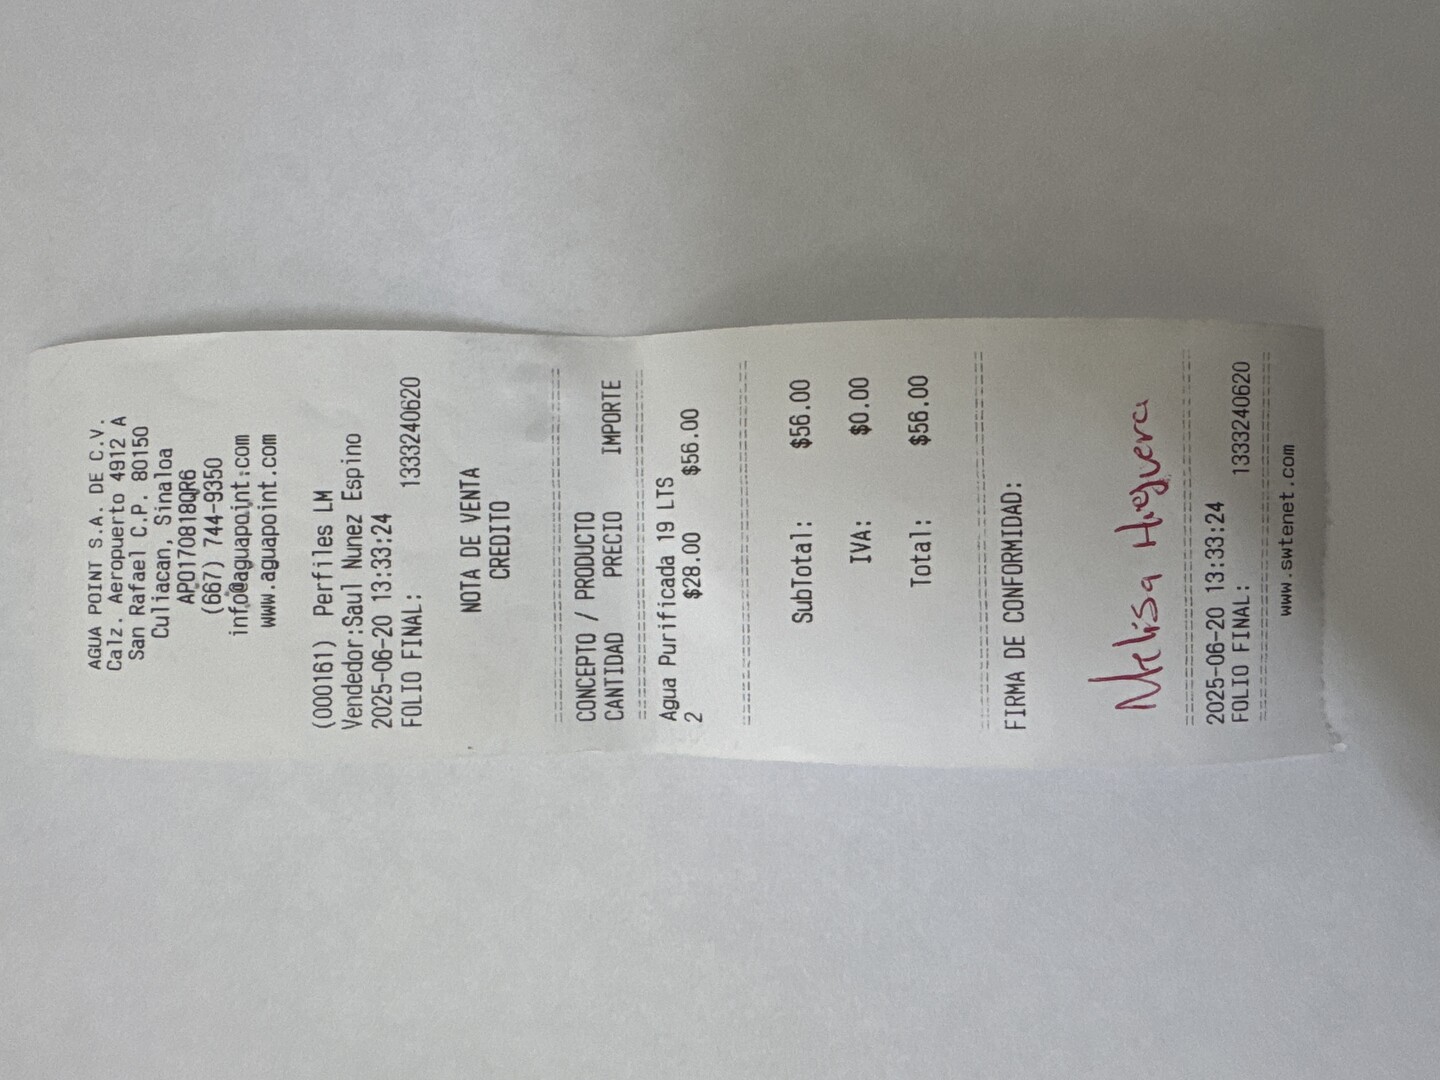 AGUA POINT S.A. DE C.V.
Calz. Aeropuerto 4912 A
San Rafael C.P. 80150
Culiacan, Sinaloa
APO170818QR6
(667) 744-9350
info@aguapoint.com
www.aguapoint.com
(000161) Perfiles LM
Vendedor:Saul Nunez Espino
2025-06-20 13:33:24
FOLIO FINAL: 1333240620
NOTA DE VENTA
CREDITO
================================
CONCEPTO / PRODUCTO
CANTIDAD PRECIO IMPORTE
================================
Agua Purificada 19 LTS
2 $28.00 $56.00
================================
SubTotal: $56.00
IVA: $0.00
Total: $56.00
================================
FIRMA DE CONFORMIDAD:
Melisa Higuera
================================
2025-06-20 13:33:24
FOLIO FINAL: 1333240620
================================
www.swtenet.com